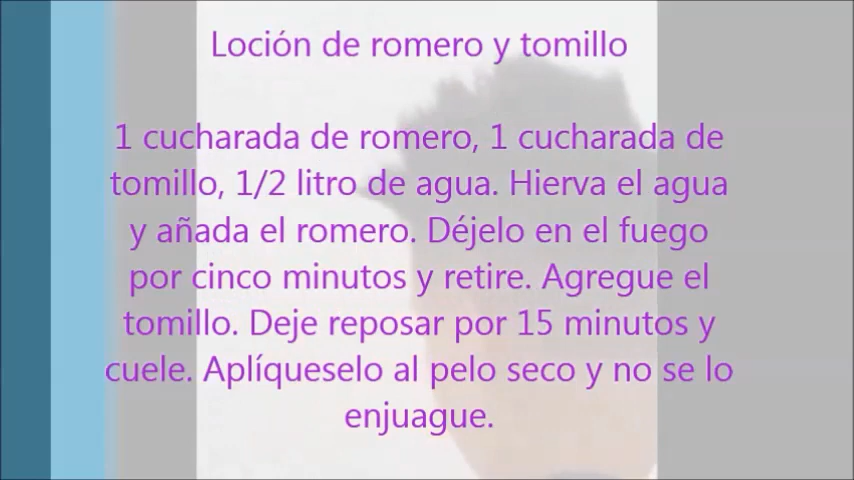 Loción de romero y tomillo
1 cucharada de romero, 1 cucharada de
tomillo, 1/2 litro de agua. Hierva el agua
y añada el romero. Déjelo en el fuego
por cinco minutos y retire. Agregue el
tomillo. Deje reposar por 15 minutos y
cuele. Aplíqueselo al pelo seco y no se lo
enjuague.